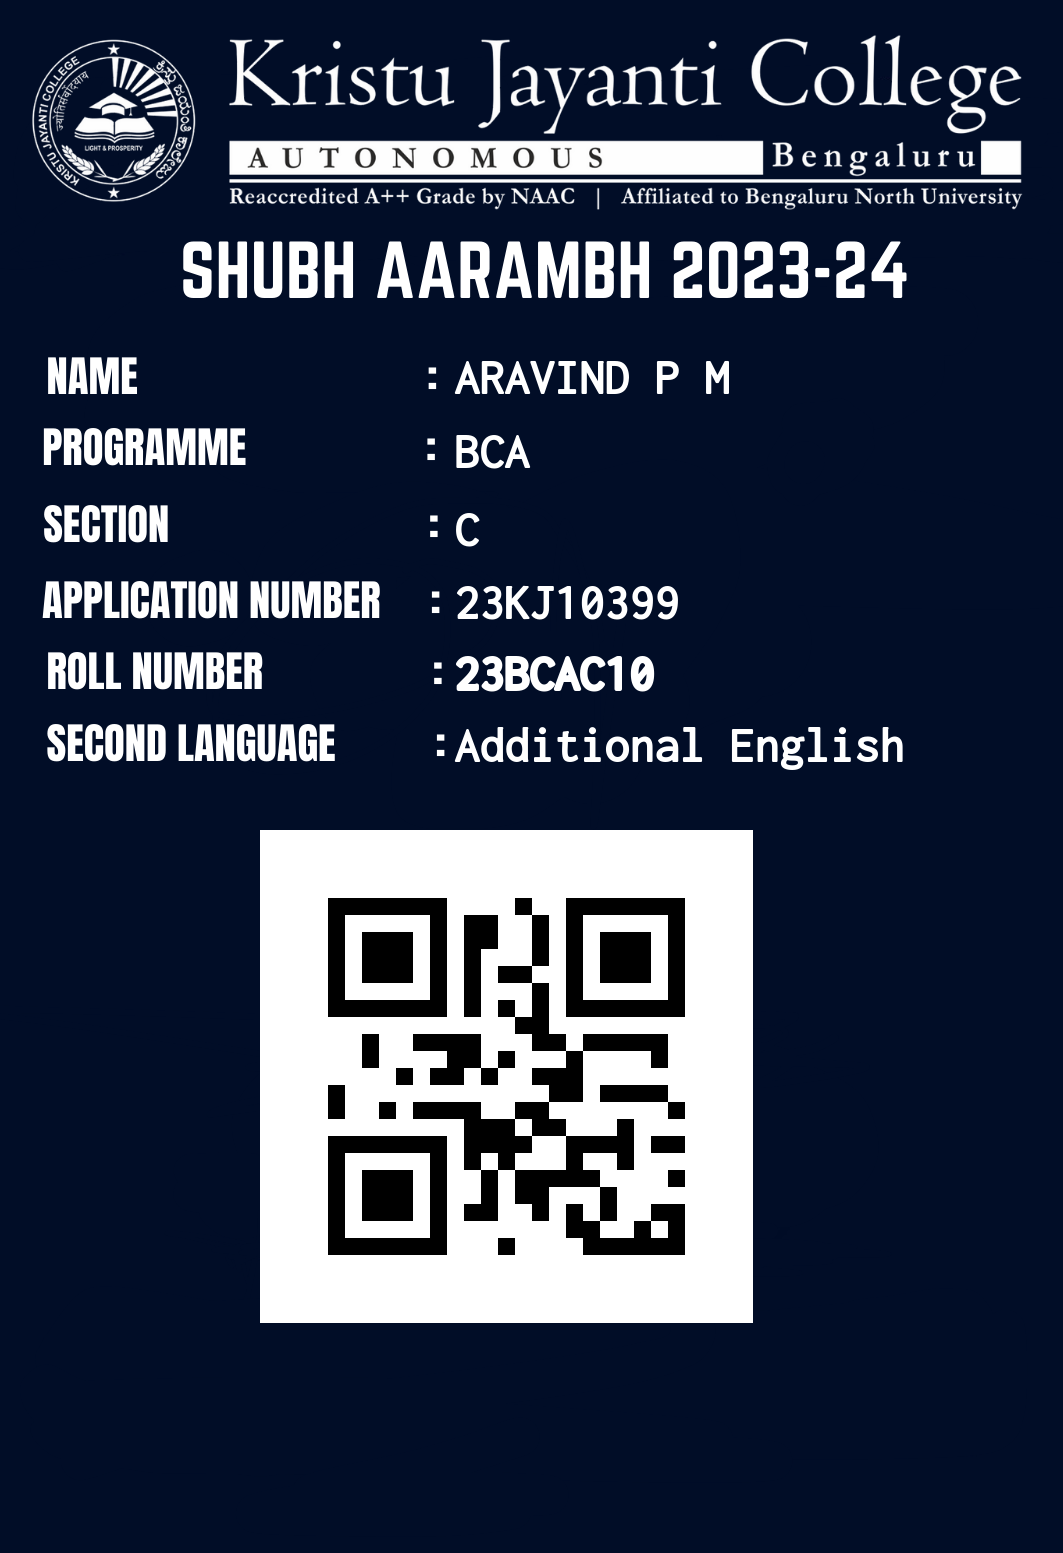 KRISTU JAYANTI COLLEGE
ಕ್ರಿಸ್ತು ಜಯಂತಿ ಕಾಲೇಜು
LIGHT & PROSPERITY
Kristu Jayanti College
AUTONOMOUS Bengaluru
Reaccredited A++ Grade by NAAC | Affiliated to Bengaluru North University
SHUBH AARAMBH 2023-24
NAME : ARAVIND P M
PROGRAMME : BCA
SECTION : C
APPLICATION NUMBER : 23KJ10399
ROLL NUMBER : 23BCAC10
SECOND LANGUAGE : Additional English